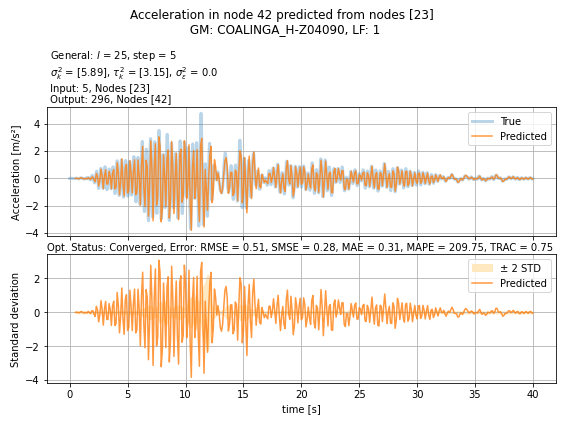 Acceleration in node 42 predicted from nodes [23]
GM: COALINGA_H-Z04090, LF: 1
General: l = 25, step = 5
σ²ₖ = [5.89], τ²ₖ = [3.15], σ²ε = 0.0
Input: 5, Nodes [23]
Output: 296, Nodes [42]
Acceleration [m/s²]
4
2
0
−2
−4
True
Predicted
Opt. Status: Converged, Error: RMSE = 0.51, SMSE = 0.28, MAE = 0.31, MAPE = 209.75, TRAC = 0.75
Standard deviation
2
0
−2
−4
± 2 STD
Predicted
0 5 10 15 20 25 30 35 40
time [s]